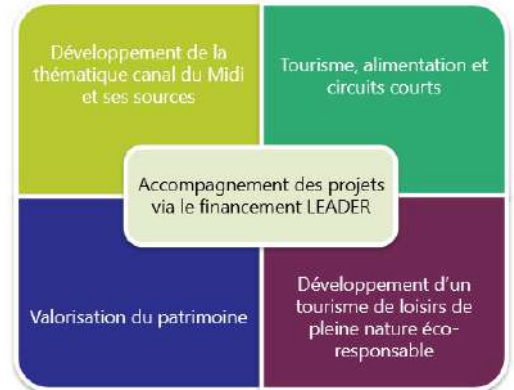 Développement de la
thématique canal du Midi
et ses sources
Tourisme, alimentation et
circuits courts
Accompagnement des projets
via le financement LEADER
Valorisation du patrimoine
Développement d'un
tourisme de loisirs de
pleine nature éco-
responsable